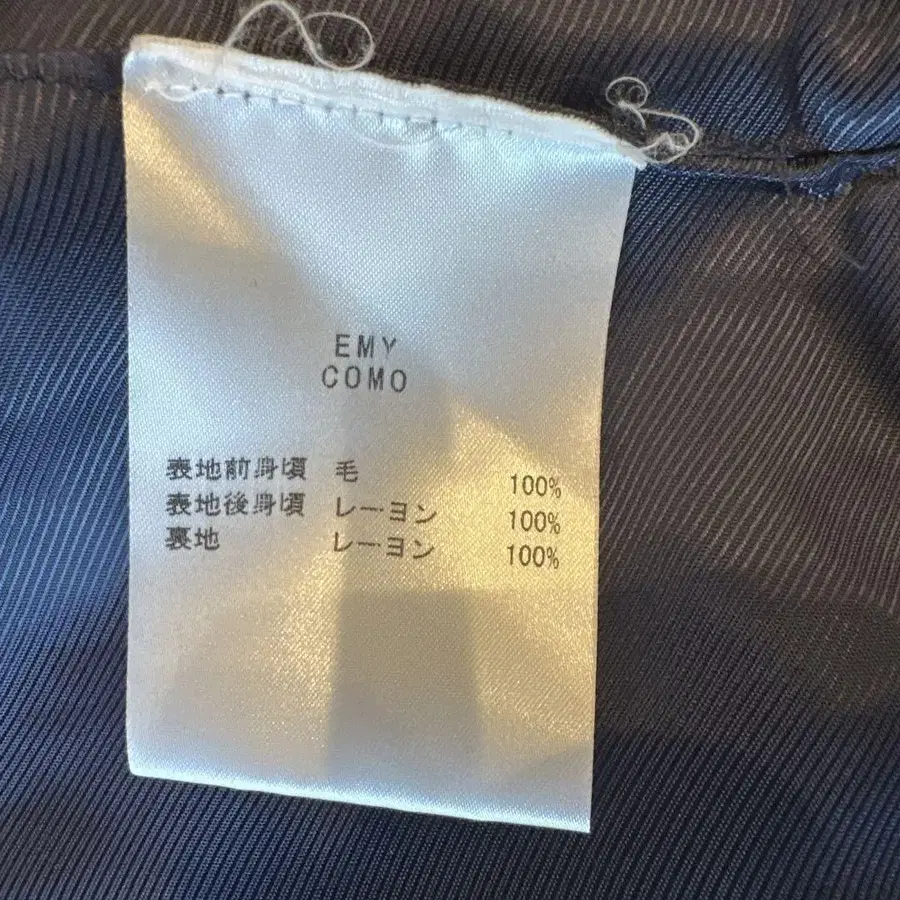 EMY
COMO
表地前身頃 毛 100%
表地後身頃 レーヨン 100%
裏地 レーヨン 100%